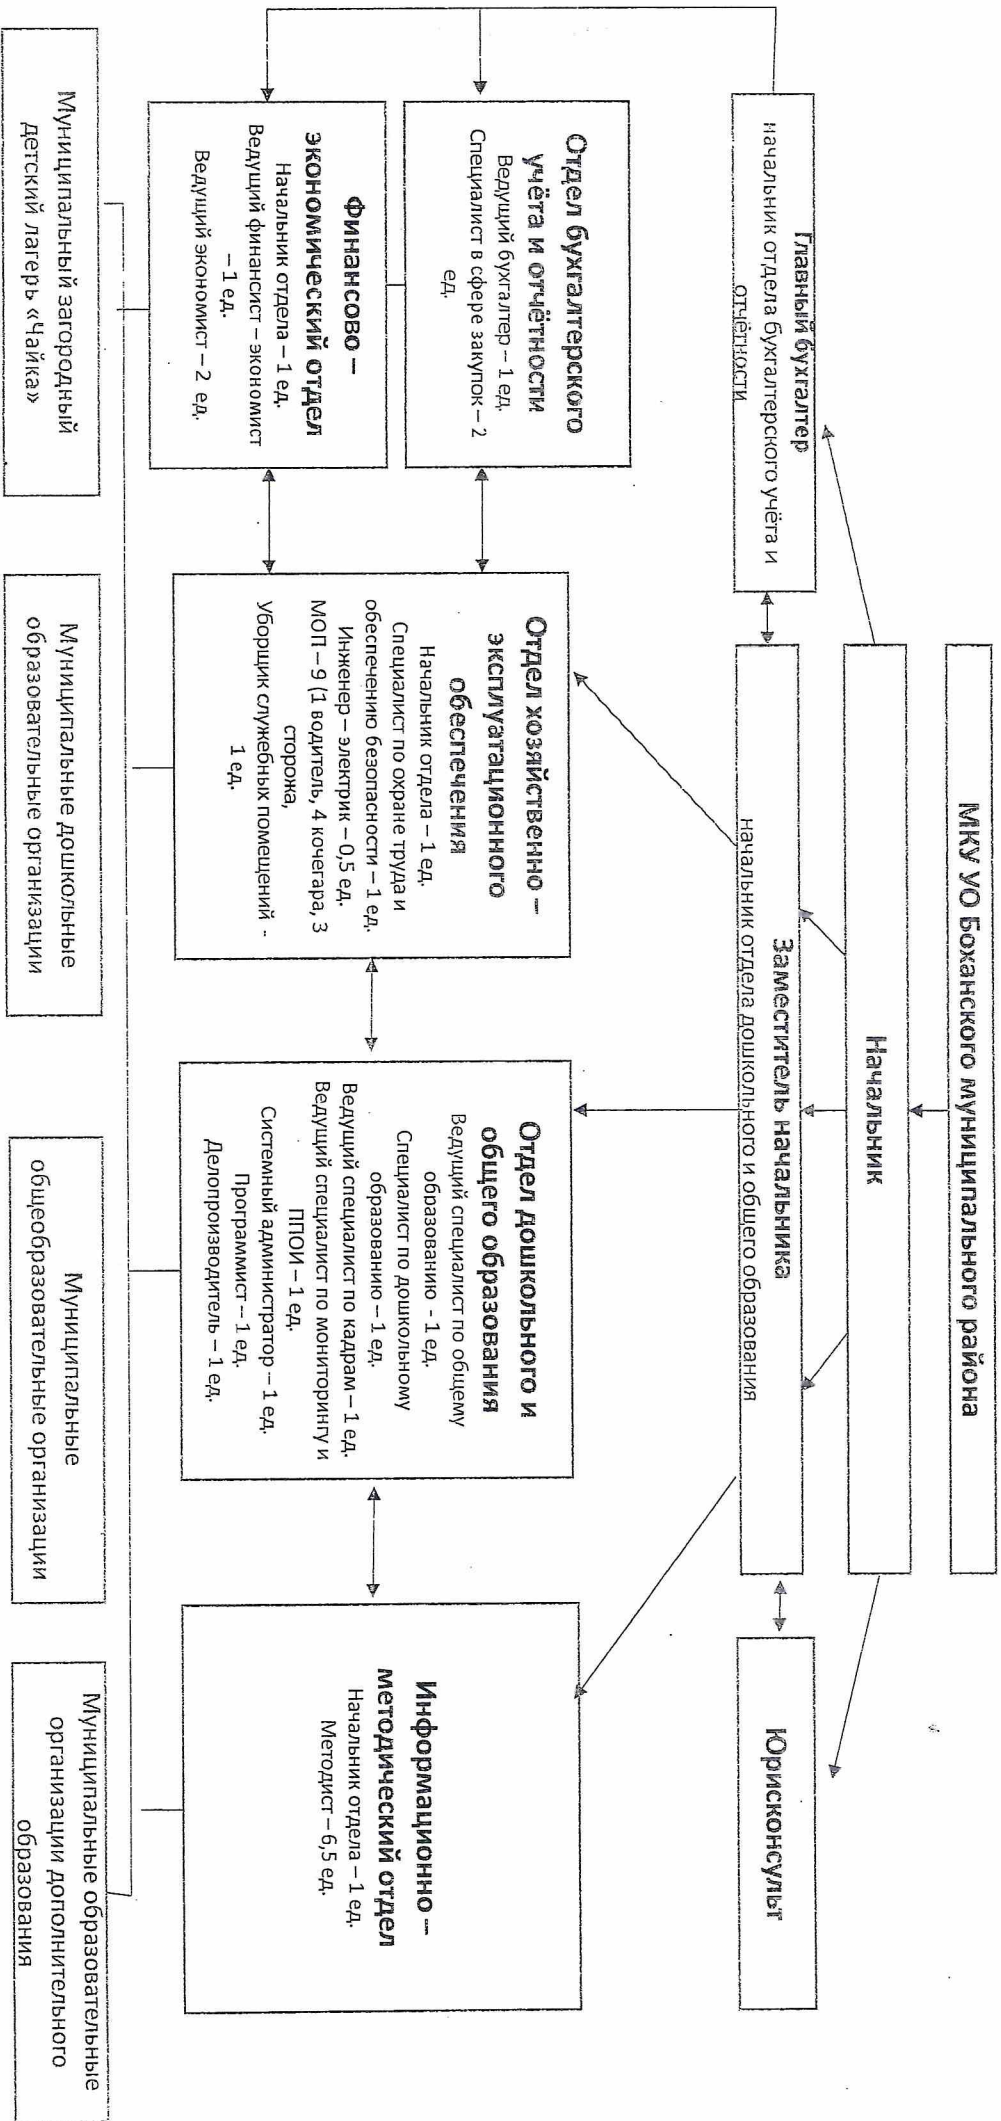 МКУ УО Боханского муниципального района
Начальник
Заместитель начальника
начальник отдела дошкольного и общего образования
Главный бухгалтер
начальник отдела бухгалтерского учёта и
отчётности
Юрисконсульт
Отдел бухгалтерского
учёта и отчётности
Ведущий бухгалтер – 1 ед.
Специалист в сфере закупок – 2
ед.
Финансово –
экономический отдел
Начальник отдела – 1 ед.
Ведущий финансист – экономист
– 1 ед.
Ведущий экономист – 2 ед.
Отдел хозяйственно –
эксплуатационного
обеспечения
Начальник отдела – 1 ед.
Специалист по охране труда и
обеспечению безопасности – 1 ед.
Инженер – электрик – 0,5 ед.
МОП – 9 (1 водитель, 4 кочегара, 3
сторожа,
Уборщик служебных помещений -
1 ед.
Отдел дошкольного и
общего образования
Ведущий специалист по общему
образованию - 1 ед.
Специалист по дошкольному
образованию – 1 ед.
Ведущий специалист по кадрам – 1 ед.
Ведущий специалист по мониторингу и
ППОИ – 1 ед.
Системный администратор – 1 ед.
Программист – 1 ед.
Делопроизводитель – 1 ед.
Информационно –
методический отдел
Начальник отдела – 1 ед.
Методист – 6,5 ед.
Муниципальный загородный
детский лагерь «Чайка»
Муниципальные дошкольные
образовательные организации
Муниципальные
общеобразовательные организации
Муниципальные образовательные
организации дополнительного
образования